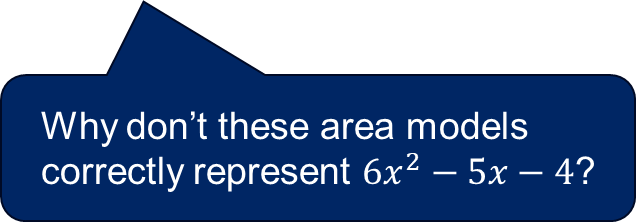 Why don’t these area models
correctly represent 6𝑥² − 5𝑥 − 4?